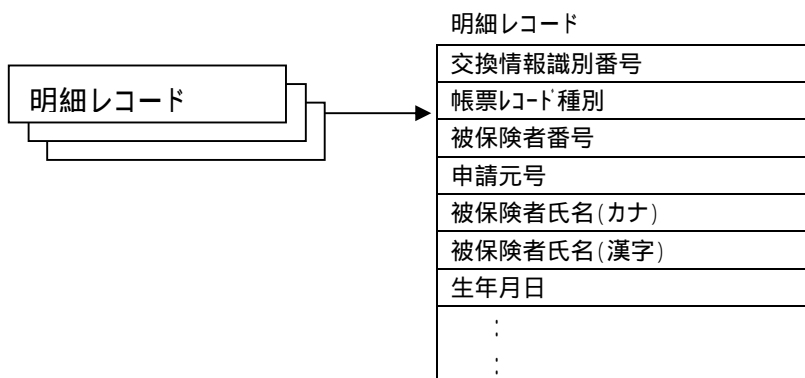 明細レコード
明細レコード
交換情報識別番号
帳票ﾚｺｰﾄﾞ種別
被保険者番号
申請元号
被保険者氏名(カナ)
被保険者氏名(漢字)
生年月日
:
: